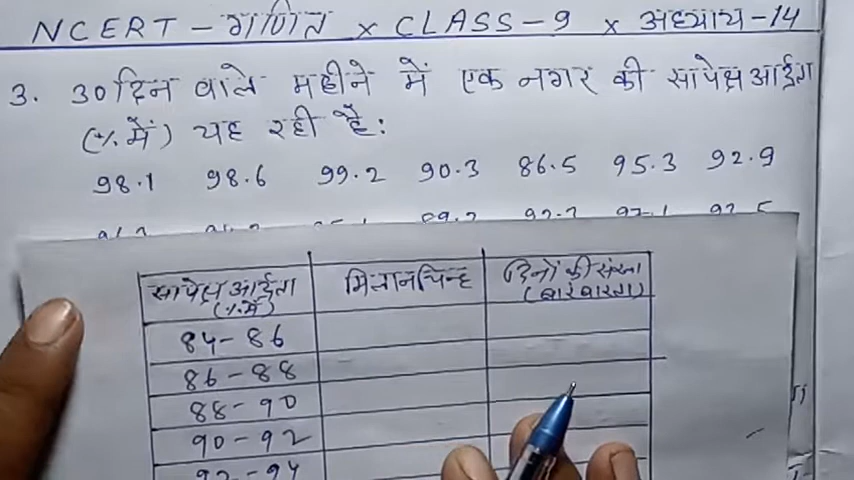 NCERT - गणित x CLASS - 9 x अध्याय - 14
3. 30 दिन वाले महीने में एक नगर की सापेक्ष आर्द्रता
(% में) यह रही है:
98.1 98.6 99.2 90.3 86.5 95.3 92.9
सापेक्ष आर्द्रता (% में) मिलानचिन्ह दिनों की संख्या (बारंबारता)
84-86
86-88
88-90
90-92
92-94